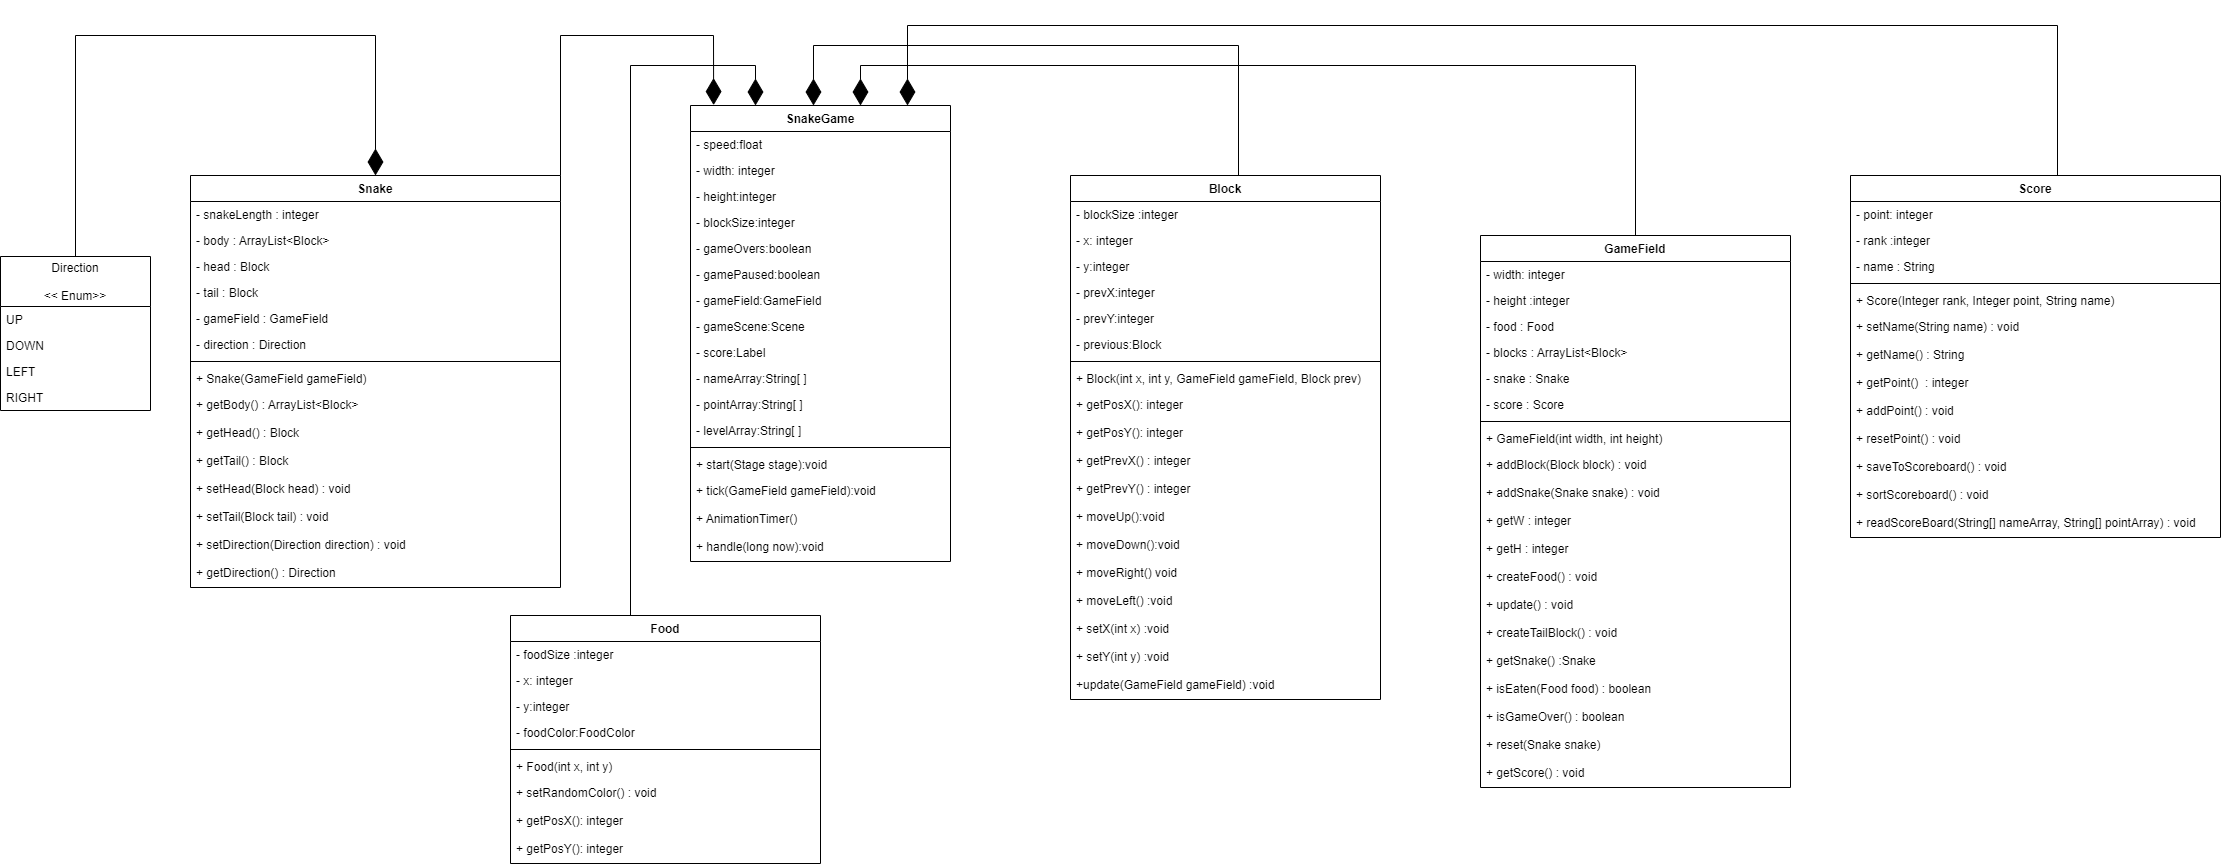 Direction
<< Enum>>
UP
DOWN
LEFT
RIGHT
Snake
- snakeLength : integer
- body : ArrayList<Block>
- head : Block
- tail : Block
- gameField : GameField
- direction : Direction
+ Snake(GameField gameField)
+ getBody() : ArrayList<Block>
+ getHead() : Block
+ getTail() : Block
+ setHead(Block head) : void
+ setTail(Block tail) : void
+ setDirection(Direction direction) : void
+ getDirection() : Direction
Food
- foodSize :integer
- x: integer
- y:integer
- foodColor:FoodColor
+ Food(int x, int y)
+ setRandomColor() : void
+ getPosX(): integer
+ getPosY(): integer
SnakeGame
- speed:float
- width: integer
- height:integer
- blockSize:integer
- gameOvers:boolean
- gamePaused:boolean
- gameField:GameField
- gameScene:Scene
- score:Label
- nameArray:String[ ]
- pointArray:String[ ]
- levelArray:String[ ]
+ start(Stage stage):void
+ tick(GameField gameField):void
+ AnimationTimer()
+ handle(long now):void
Block
- blockSize :integer
- x: integer
- y:integer
- prevX:integer
- prevY:integer
- previous:Block
+ Block(int x, int y, GameField gameField, Block prev)
+ getPosX(): integer
+ getPosY(): integer
+ getPrevX() : integer
+ getPrevY() : integer
+ moveUp():void
+ moveDown():void
+ moveRight() void
+ moveLeft() :void
+ setX(int x) :void
+ setY(int y) :void
+update(GameField gameField) :void
GameField
- width: integer
- height :integer
- food : Food
- blocks : ArrayList<Block>
- snake : Snake
- score : Score
+ GameField(int width, int height)
+ addBlock(Block block) : void
+ addSnake(Snake snake) : void
+ getW : integer
+ getH : integer
+ createFood() : void
+ update() : void
+ createTailBlock() : void
+ getSnake() :Snake
+ isEaten(Food food) : boolean
+ isGameOver() : boolean
+ reset(Snake snake)
+ getScore() : void
Score
- point: integer
- rank :integer
- name : String
+ Score(Integer rank, Integer point, String name)
+ setName(String name) : void
+ getName() : String
+ getPoint()  : integer
+ addPoint() : void
+ resetPoint() : void
+ saveToScoreboard() : void
+ sortScoreboard() : void
+ readScoreBoard(String[] nameArray, String[] pointArray) : void